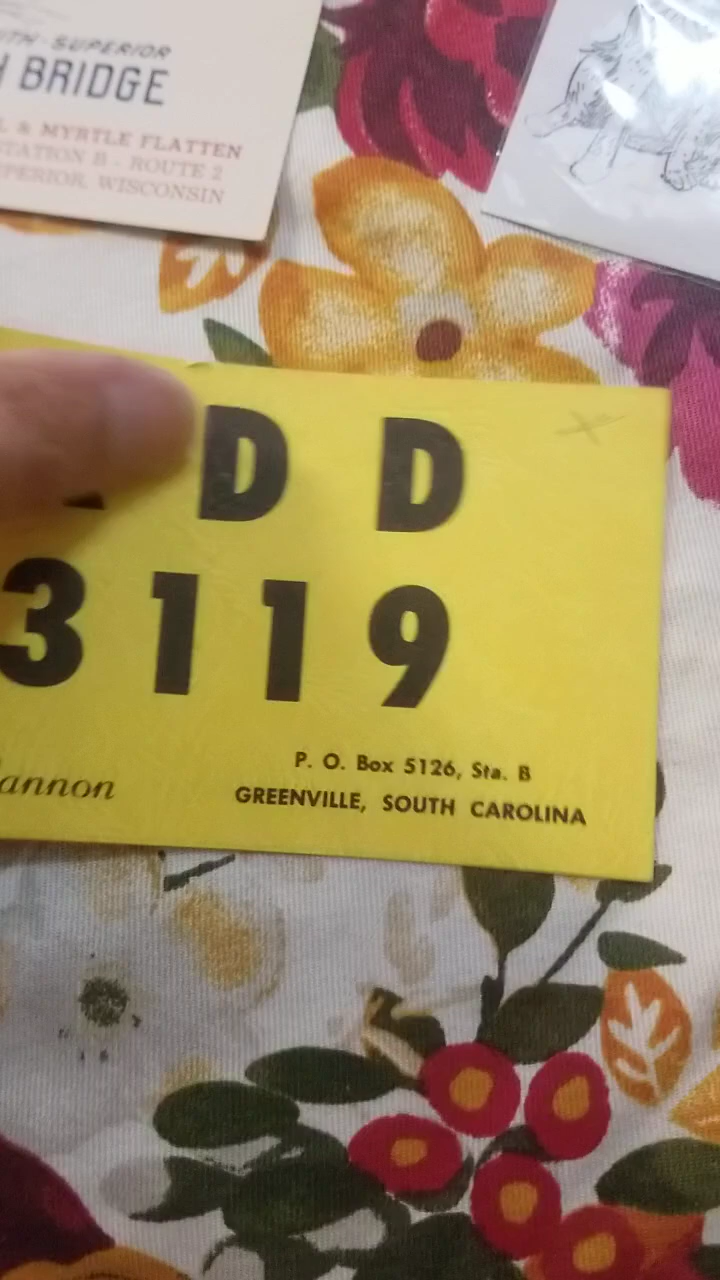 SUPERIOR
H BRIDGE
L & MYRTLE FLATTEN
STATION B - ROUTE 2
SUPERIOR, WISCONSIN
D D
3119
P. O. Box 5126, Sta. B
annon
GREENVILLE, SOUTH CAROLINA